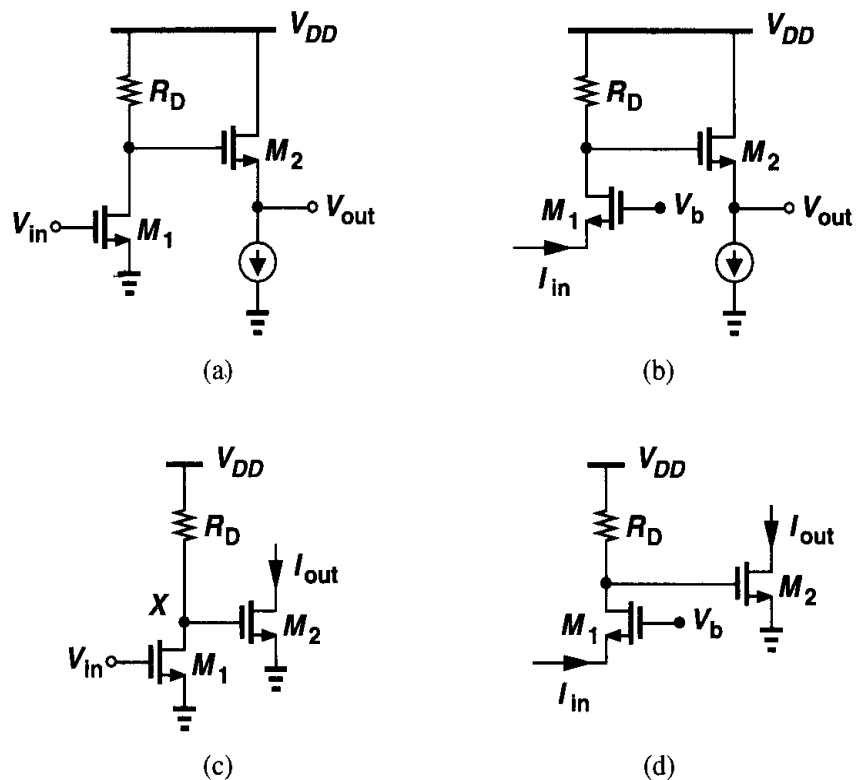 V_DD
R_D
M_2
V_in
M_1
V_out
(a)
V_DD
R_D
M_2
M_1
V_b
V_out
I_in
(b)
V_DD
R_D
X
I_out
M_2
V_in
M_1
(c)
V_DD
R_D
I_out
M_2
M_1
V_b
I_in
(d)